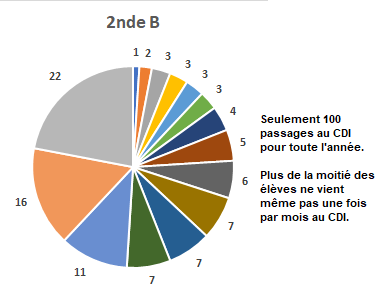 2nde B
1
2
3
3
3
3
4
5
6
7
7
7
11
16
22
Seulement 100
passages au CDI
pour toute l'année.
Plus de la moitié des
élèves ne vient
même pas une fois
par mois au CDI.